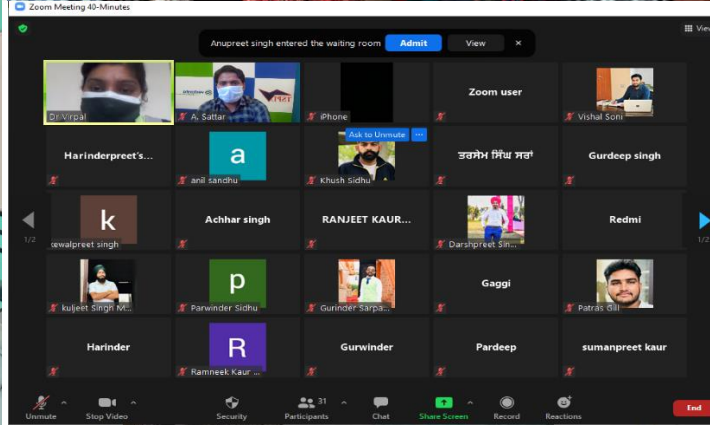 Zoom Meeting 40-Minutes
Anupreet singh entered the waiting room Admit View ×
View
Dr Virpal
A. Sattar
iPhone
Zoom user
Vishal Soni
Ask to Unmute ...
Harinderpreet's...
a
anil sandhu
Khush Sidhu
ਤਰਸੇਮ ਸਿੰਘ ਸਰਾਂ
Gurdeep singh
k
kewalpreet singh
Achhar singh
RANJEET KAUR...
Darshpreet Sin...
Redmi
1/2
1/2
kuljeet Singh M...
p
Parwinder Sidhu
Gurinder Sarpa...
Gaggi
Patras Gill
Harinder
R
Ramneek Kaur ...
Gurwinder
Pardeep
sumanpreet kaur
Unmute
Stop Video
Security
31
Participants
Chat
Share Screen
Record
Reactions
End